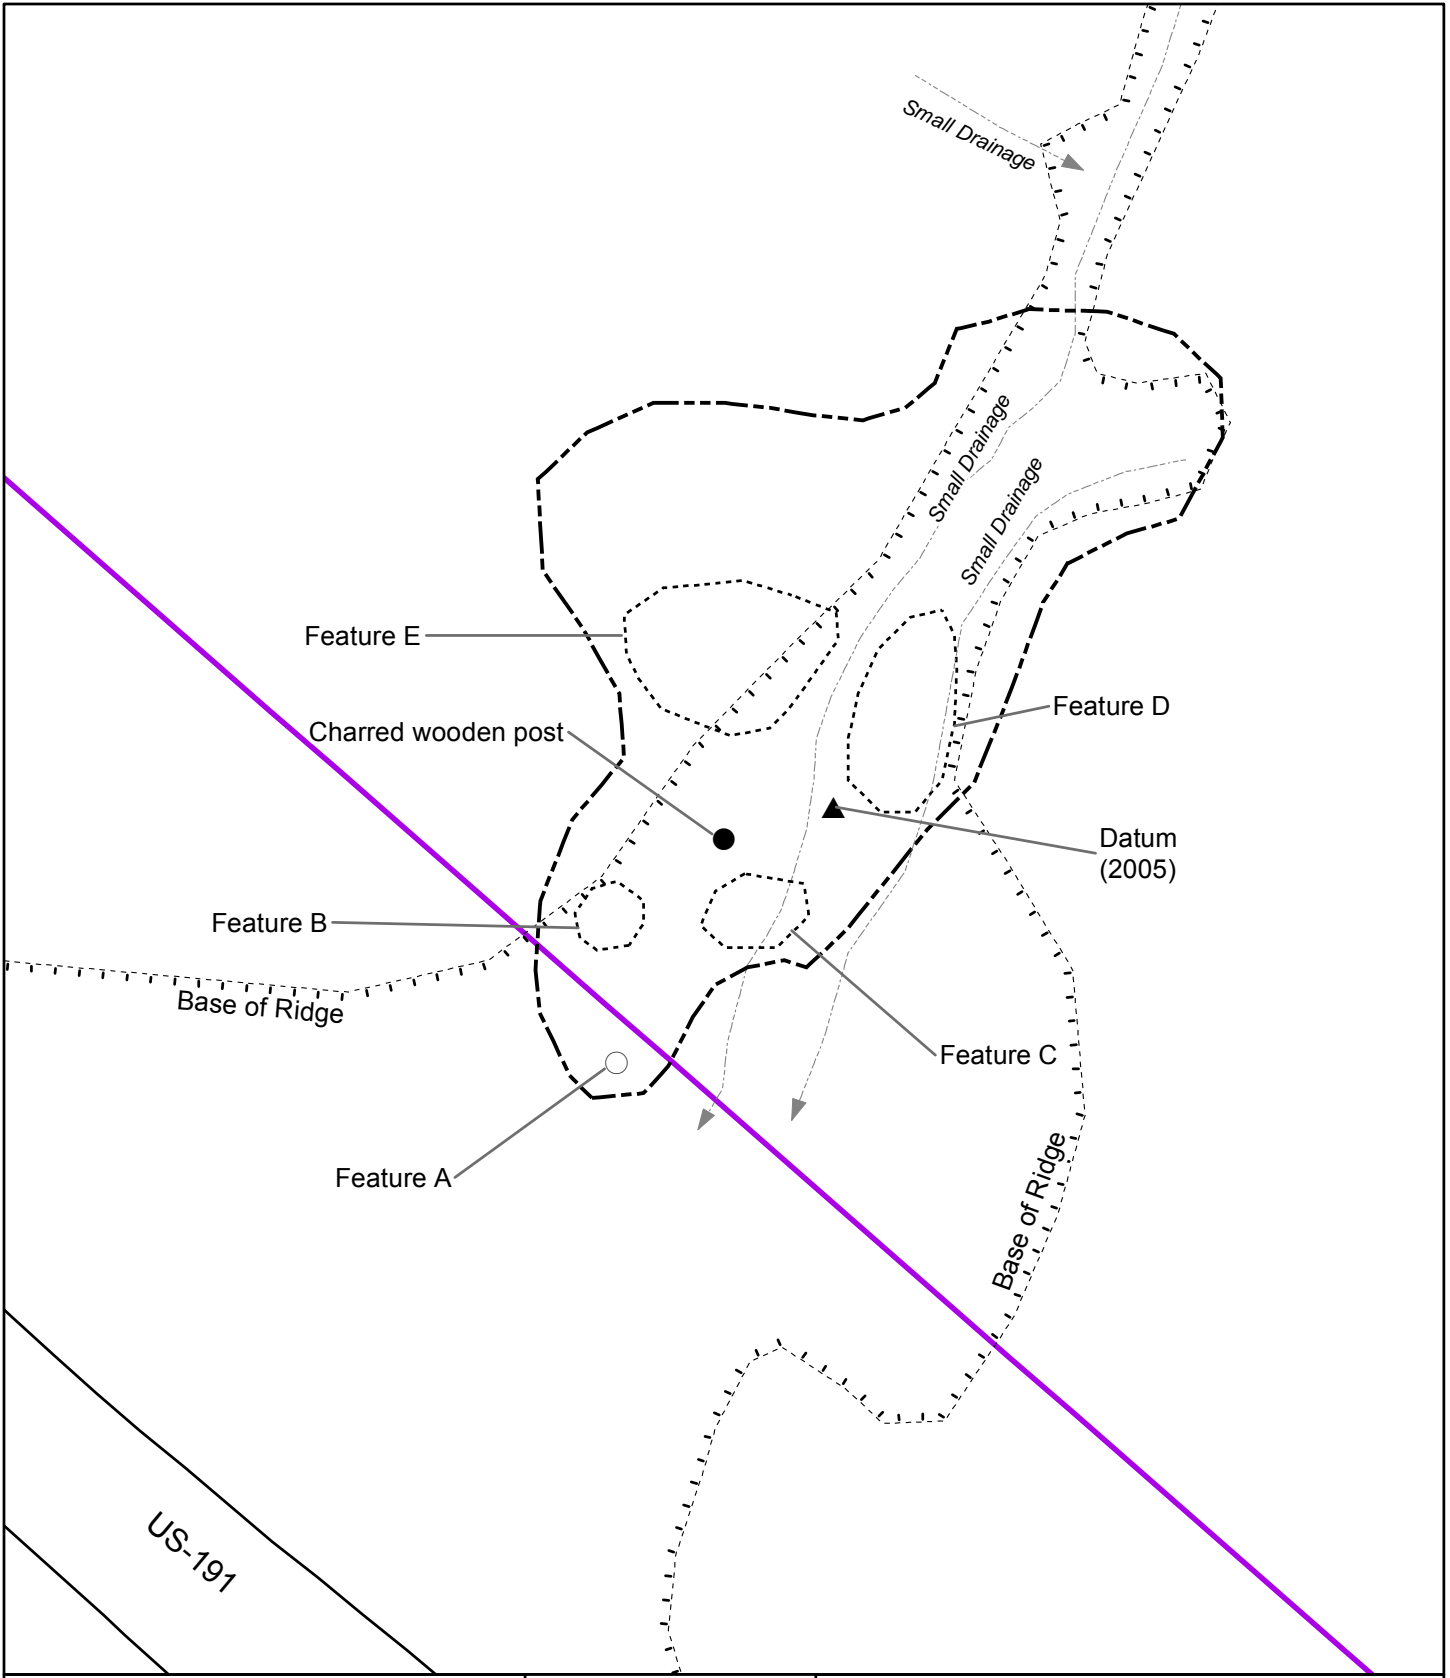 Small Drainage
Small Drainage
Small Drainage
Feature E
Feature D
Charred wooden post
Datum
(2005)
Feature B
Base of Ridge
Feature C
Feature A
Base of Ridge
US-191